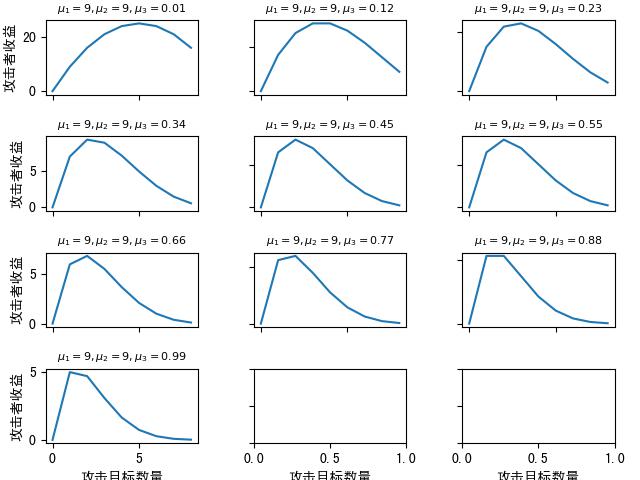 μ₁ = 9, μ₂ = 9, μ₃ = 0.01
μ₁ = 9, μ₂ = 9, μ₃ = 0.12
μ₁ = 9, μ₂ = 9, μ₃ = 0.23
攻击者收益
20
0
μ₁ = 9, μ₂ = 9, μ₃ = 0.34
μ₁ = 9, μ₂ = 9, μ₃ = 0.45
μ₁ = 9, μ₂ = 9, μ₃ = 0.55
攻击者收益
5
0
μ₁ = 9, μ₂ = 9, μ₃ = 0.66
μ₁ = 9, μ₂ = 9, μ₃ = 0.77
μ₁ = 9, μ₂ = 9, μ₃ = 0.88
攻击者收益
5
0
μ₁ = 9, μ₂ = 9, μ₃ = 0.99
攻击者收益
5
0
0 5
0.0 0.5 1.0
0.0 0.5 1.0
攻击目标数量
攻击目标数量
攻击目标数量